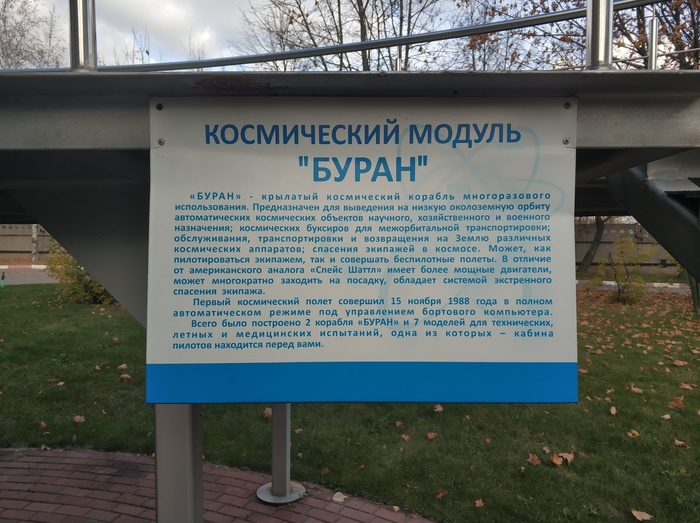 КОСМИЧЕСКИЙ МОДУЛЬ
"БУРАН"
«БУРАН» - крылатый космический корабль многоразового
использования. Предназначен для выведения на низкую околоземную орбиту
автоматических космических объектов научного, хозяйственного и военного
назначения; космических буксиров для межорбитальной транспортировки;
обслуживания, транспортировки и возвращения на Землю различных
космических аппаратов; спасения экипажей в космосе. Может, как
пилотироваться экипажем, так и совершать беспилотные полеты. В отличие
от американского аналога «Спейс Шаттл» имеет более мощные двигатели,
может многократно заходить на посадку, обладает системой экстренного
спасения экипажа.
Первый космический полет совершил 15 ноября 1988 года в полном
автоматическом режиме под управлением бортового компьютера.
Всего было построено 2 корабля «БУРАН» и 7 моделей для технических,
летных и медицинских испытаний, одна из которых – кабина
пилотов находится перед вами.